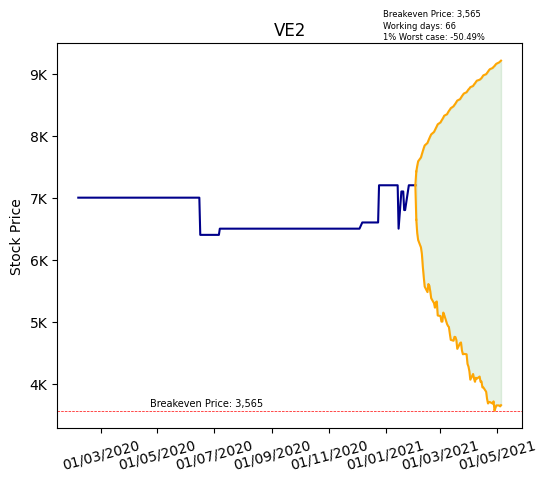 Breakeven Price: 3,565
Working days: 66
1% Worst case: -50.49%
VE2
9K
8K
7K
6K
5K
4K
Stock Price
Breakeven Price: 3,565
01/03/2020
01/05/2020
01/07/2020
01/09/2020
01/11/2020
01/01/2021
01/03/2021
01/05/2021